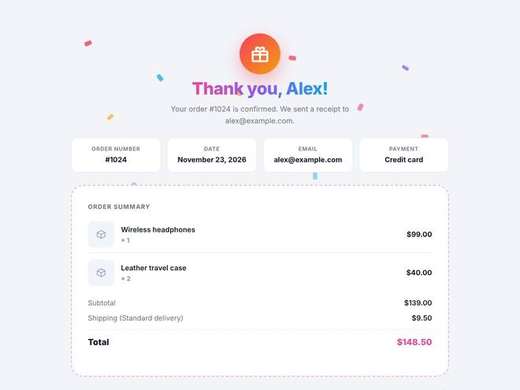 Thank you, Alex!
Your order #1024 is confirmed. We sent a receipt to
alex@example.com.
ORDER NUMBER
#1024
DATE
November 23, 2026
EMAIL
alex@example.com
PAYMENT
Credit card
ORDER SUMMARY
Wireless headphones
× 1
$99.00
Leather travel case
× 2
$40.00
Subtotal
$139.00
Shipping (Standard delivery)
$9.50
Total
$148.50